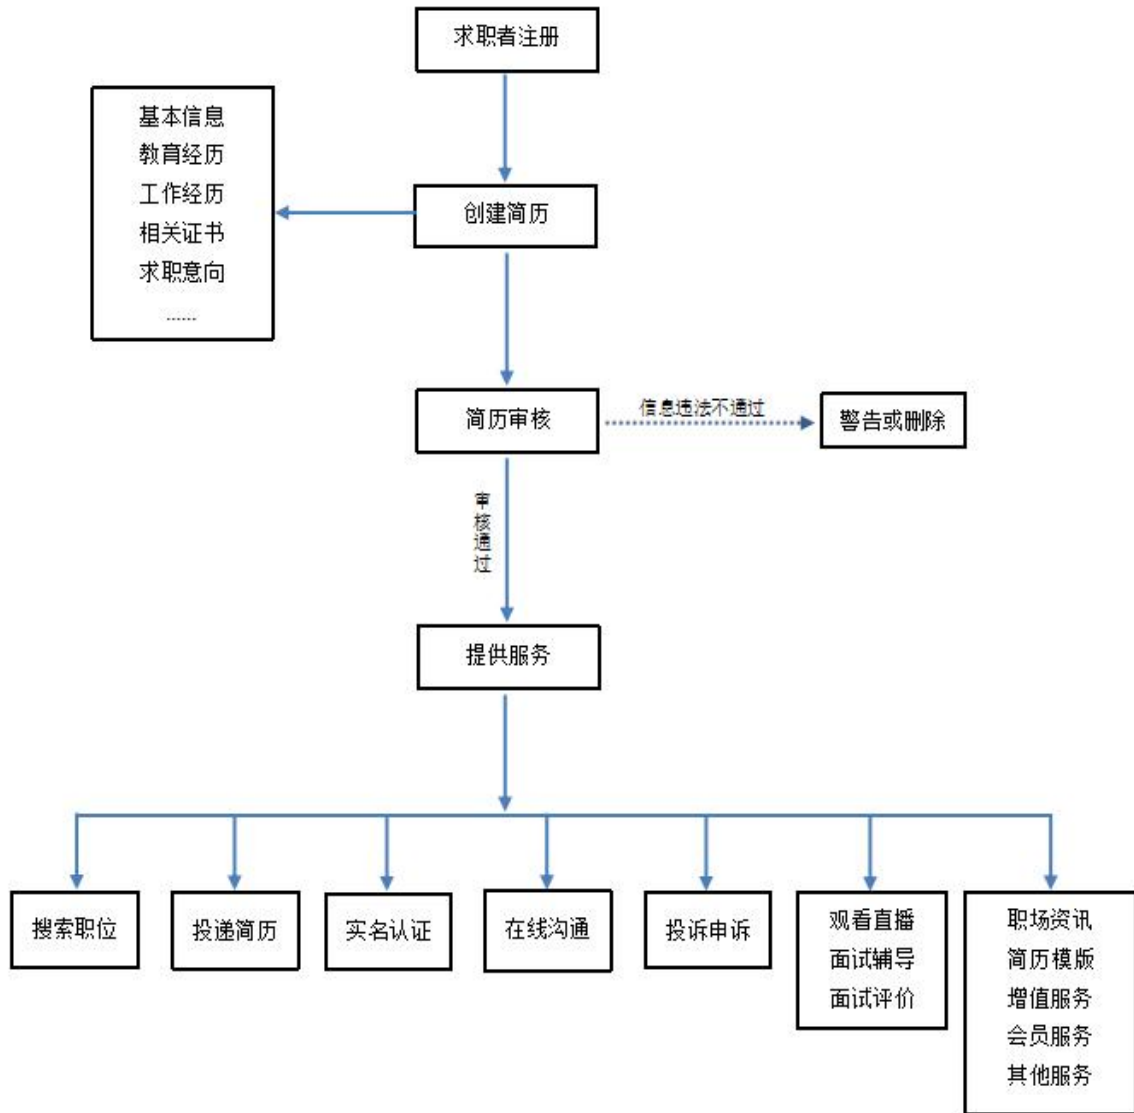 求职者注册
基本信息
教育经历
工作经历
相关证书
求职意向
......
创建简历
简历审核
信息违法不通过
警告或删除
审核通过
提供服务
搜索职位
投递简历
实名认证
在线沟通
投诉申诉
观看直播
面试辅导
面试评价
职场资讯
简历模版
增值服务
会员服务
其他服务